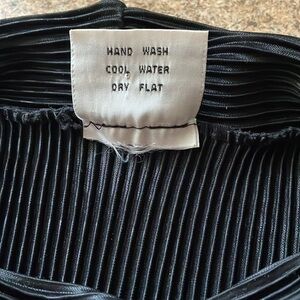 HAND WASH
COOL WATER
DRY FLAT